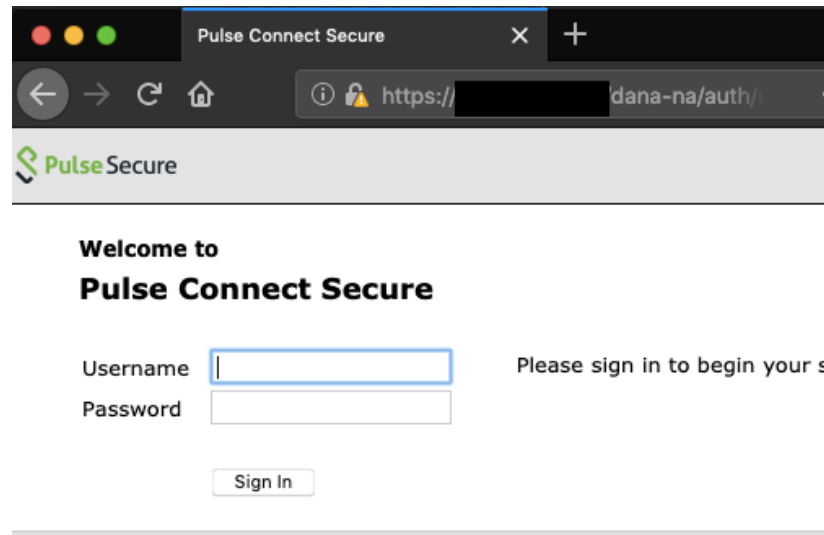 Pulse Connect Secure
https:// dana-na/auth/
Pulse Secure
Welcome to
Pulse Connect Secure
Username
Please sign in to begin your s
Password
Sign In